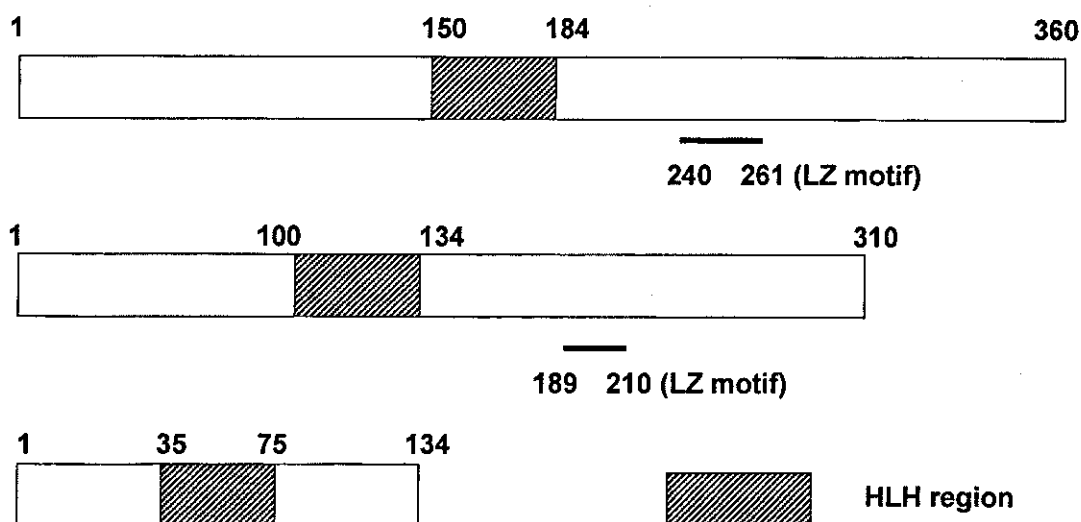 1 150 184 360
240 261 (LZ motif)
1 100 134 310
189 210 (LZ motif)
1 35 75 134
HLH region